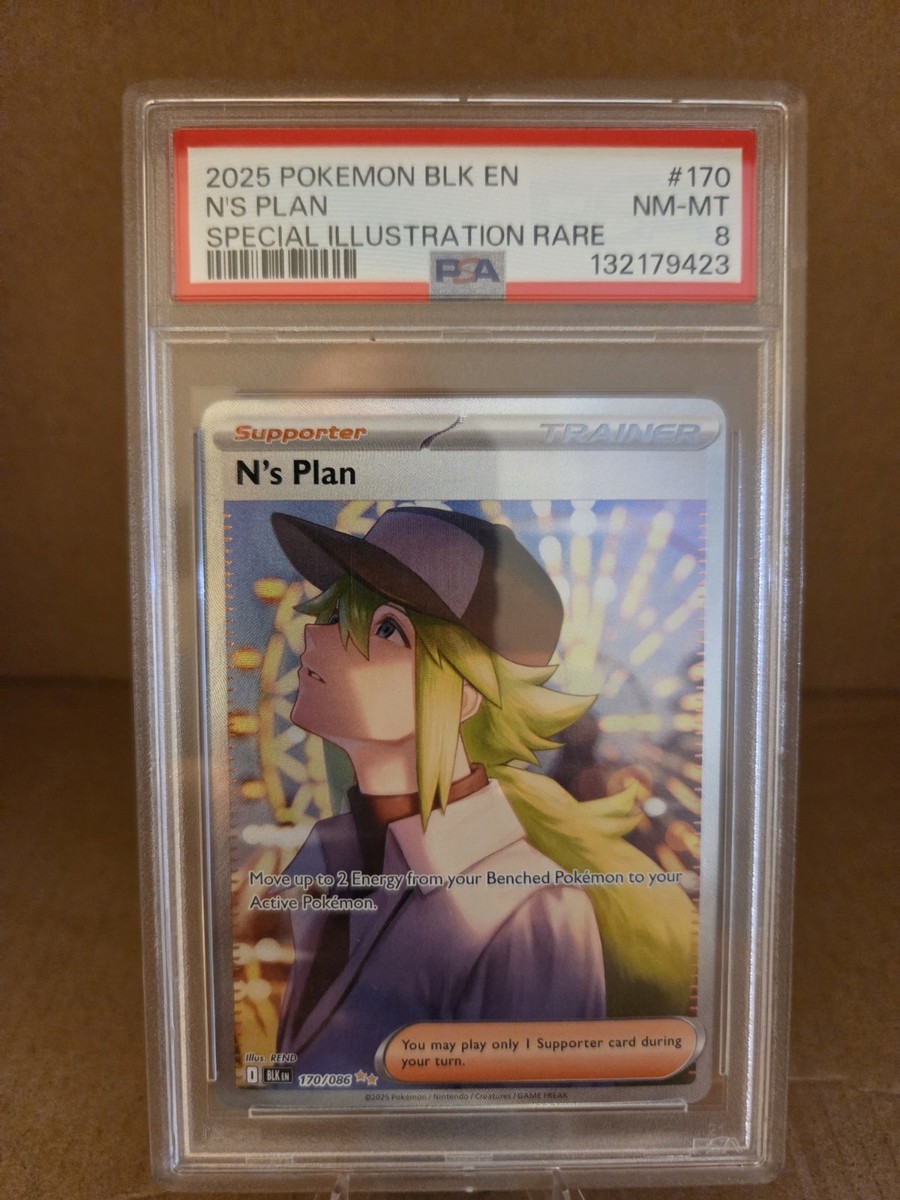 2025 POKEMON BLK EN #170
N'S PLAN NM-MT
SPECIAL ILLUSTRATION RARE 8
PSA 132179423
Supporter TRAINER
N's Plan
Move up to 2 Energy from your Benched Pokémon to your
Active Pokémon.
You may play only 1 Supporter card during
your turn.
Illus. REND
I BLK EN 170/086
©2025 Pokémon / Nintendo / Creatures / GAME FREAK